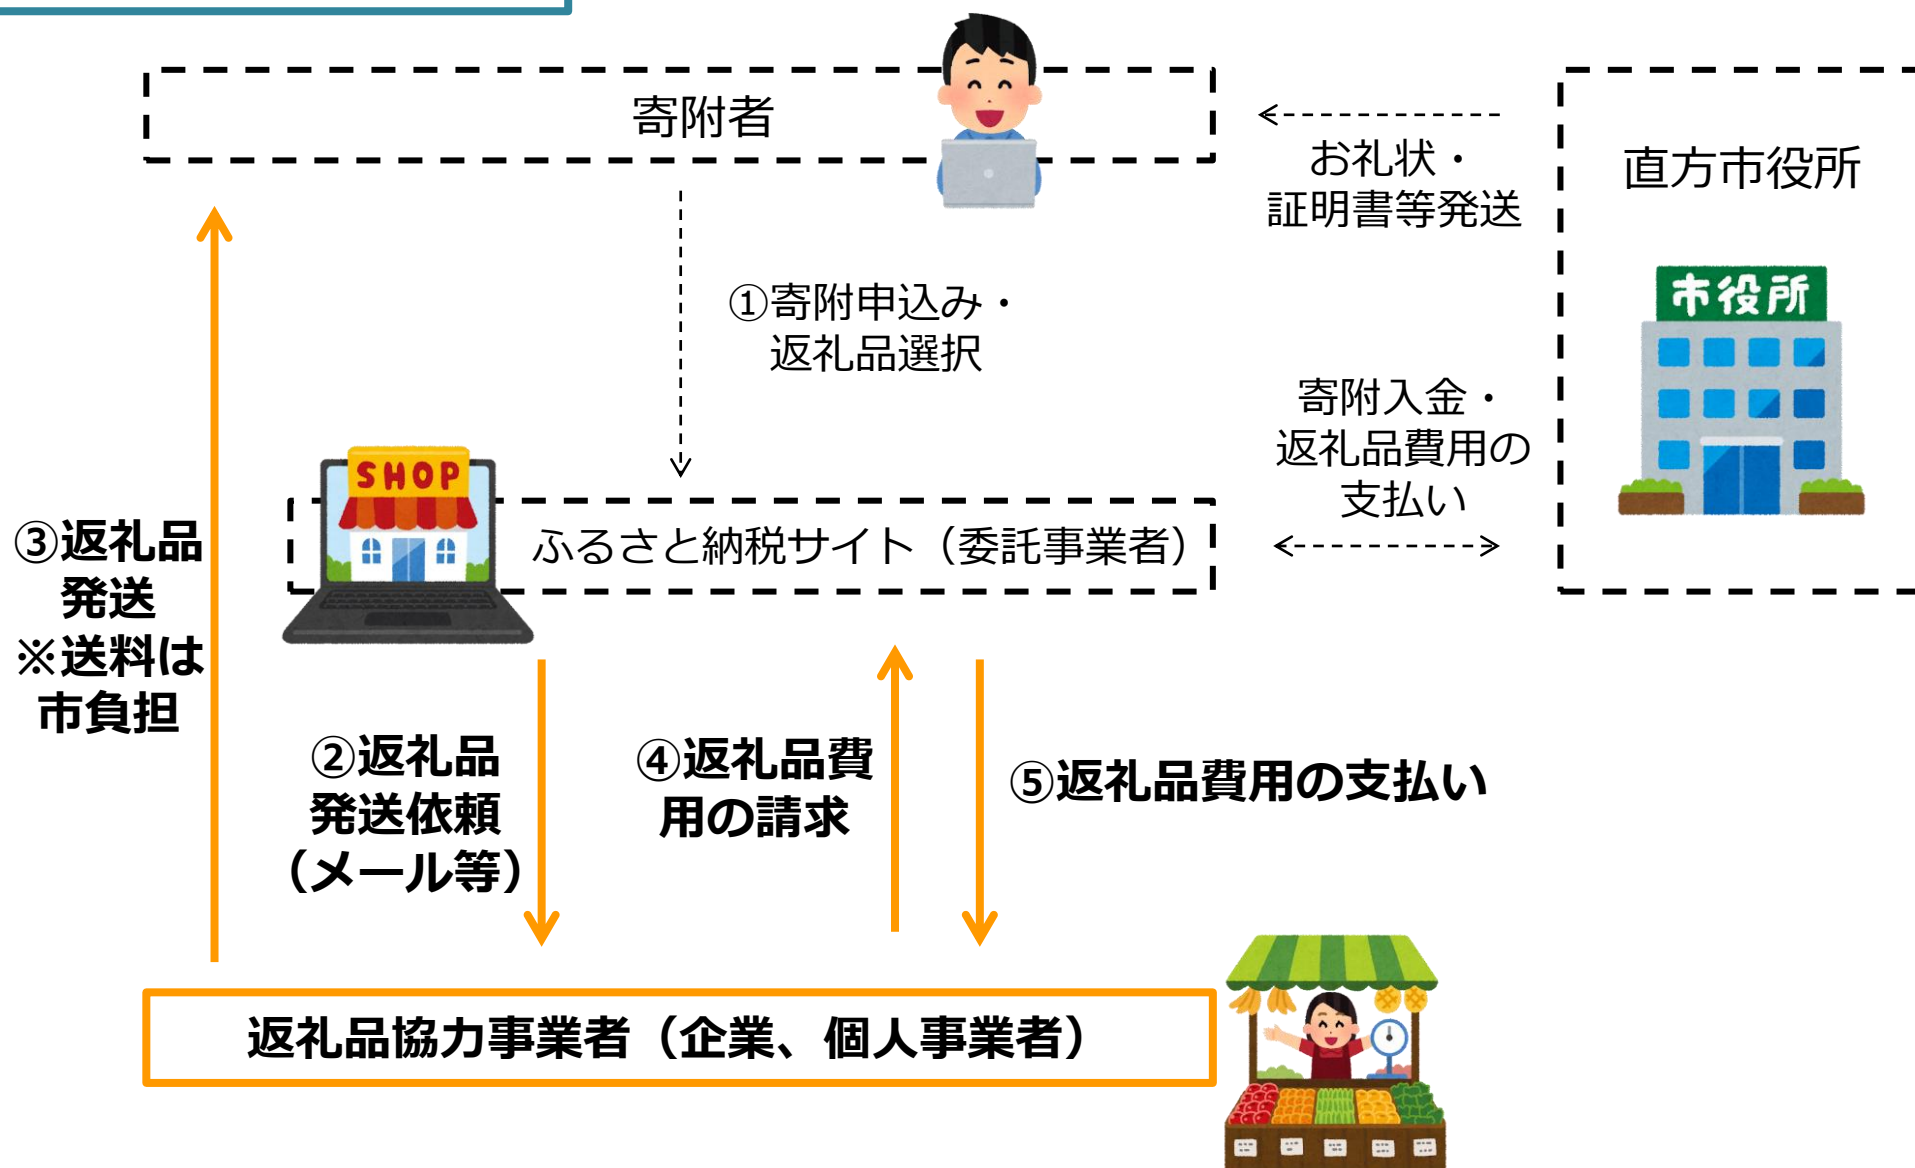 寄附者
お礼状・
証明書等発送
直方市役所
市役所
①寄附申込み・
返礼品選択
寄附入金・
返礼品費用の
支払い
SHOP
ふるさと納税サイト（委託事業者）
③返礼品
発送
※送料は
市負担
②返礼品
発送依頼
（メール等）
④返礼品費
用の請求
⑤返礼品費用の支払い
返礼品協力事業者（企業、個人事業者）